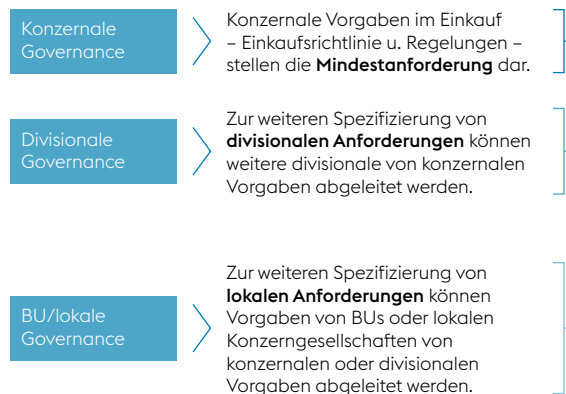 Konzernale
Governance
Konzernale Vorgaben im Einkauf
– Einkaufsrichtlinie u. Regelungen –
stellen die Mindestanforderung dar.
Divisionale
Governance
Zur weiteren Spezifizierung von
divisionalen Anforderungen können
weitere divisionale von konzernalen
Vorgaben abgeleitet werden.
BU/lokale
Governance
Zur weiteren Spezifizierung von
lokalen Anforderungen können
Vorgaben von BUs oder lokalen
Konzerngesellschaften von
konzernalen oder divisionalen
Vorgaben abgeleitet werden.